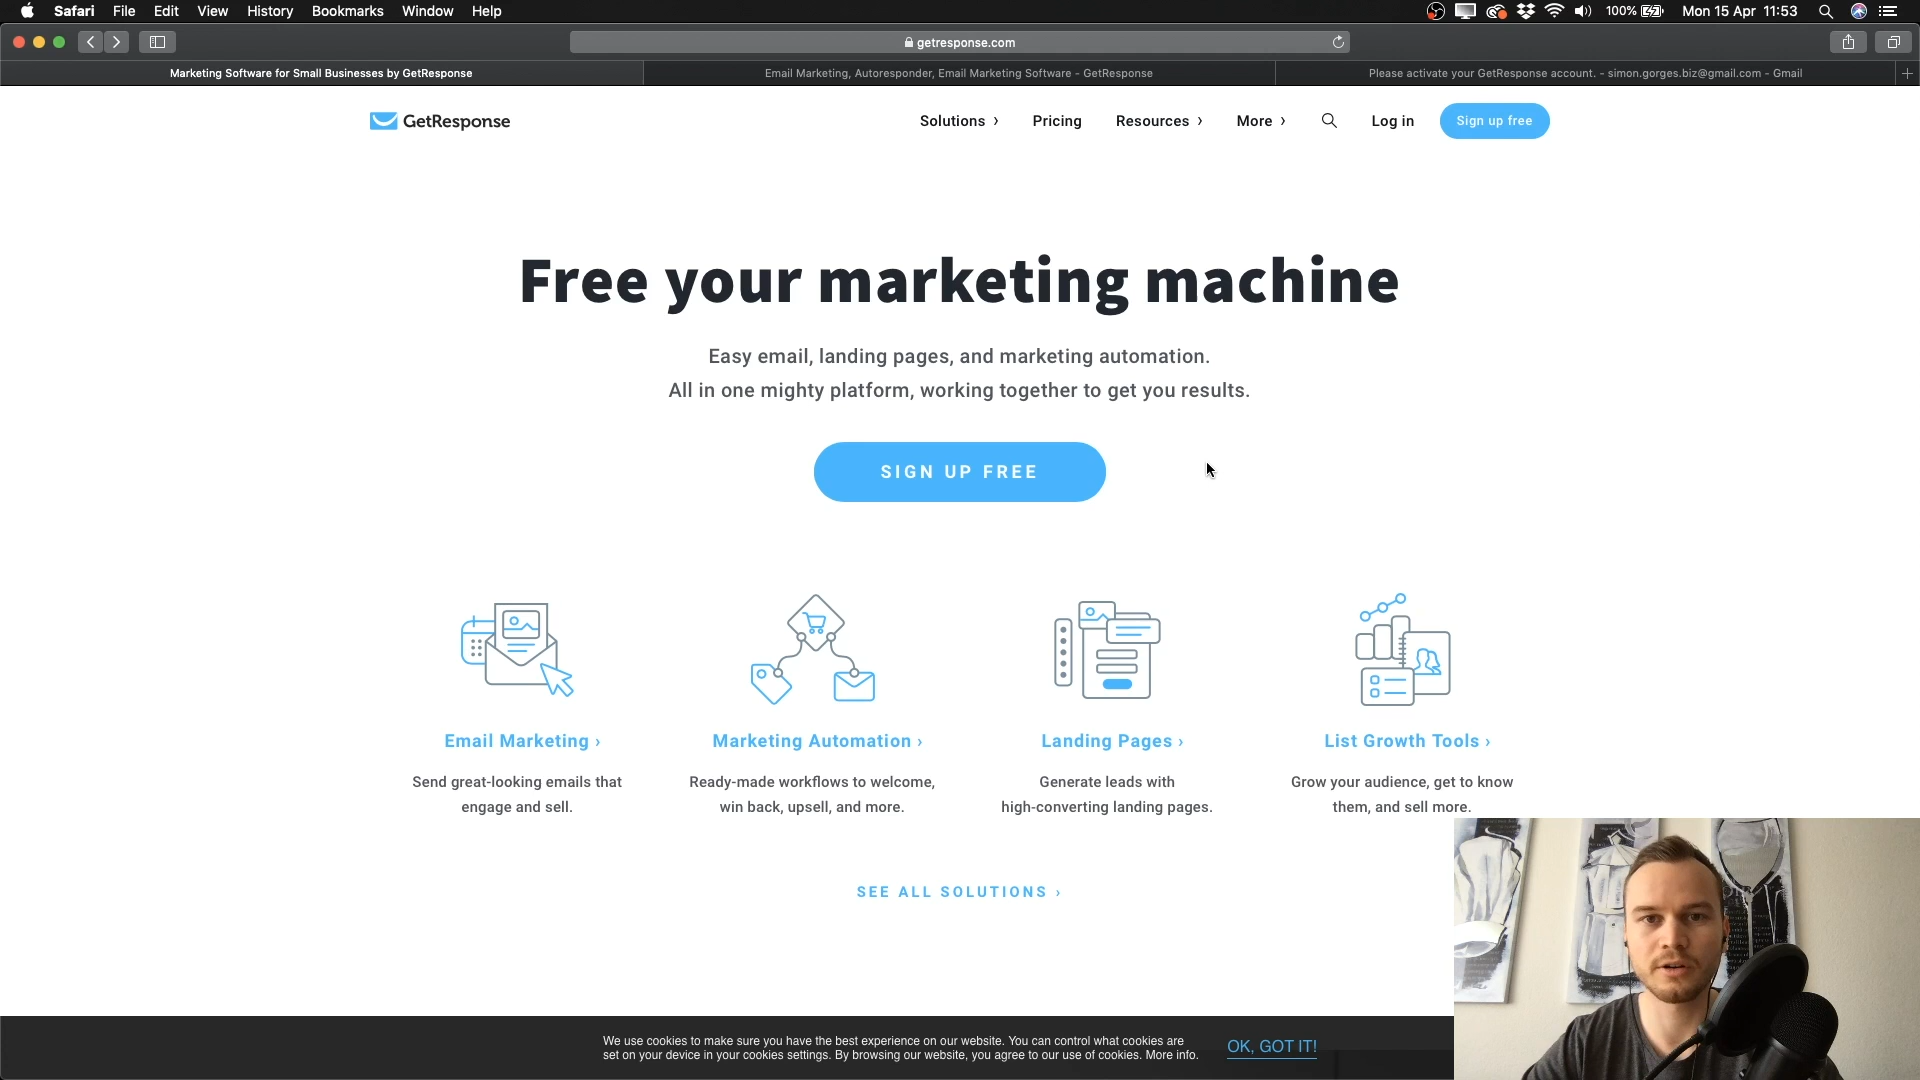 Safari File Edit View History Bookmarks Window Help 100% Mon 15 Apr 11:53
getresponse.com
Marketing Software for Small Businesses by GetResponse
Email Marketing, Autoresponder, Email Marketing Software - GetResponse
Please activate your GetResponse account. - simon.gorges.biz@gmail.com - Gmail
GetResponse
Solutions › Pricing Resources › More › Log in Sign up free
Free your marketing machine
Easy email, landing pages, and marketing automation.
All in one mighty platform, working together to get you results.
SIGN UP FREE
Email Marketing ›
Send great-looking emails that
engage and sell.
Marketing Automation ›
Ready-made workflows to welcome,
win back, upsell, and more.
Landing Pages ›
Generate leads with
high-converting landing pages.
List Growth Tools ›
Grow your audience, get to know
them, and sell more.
SEE ALL SOLUTIONS ›
We use cookies to make sure you have the best experience on our website. You can control what cookies are
set on your device in your cookies settings. By browsing our website, you agree to our use of cookies. More info.
OK, GOT IT!